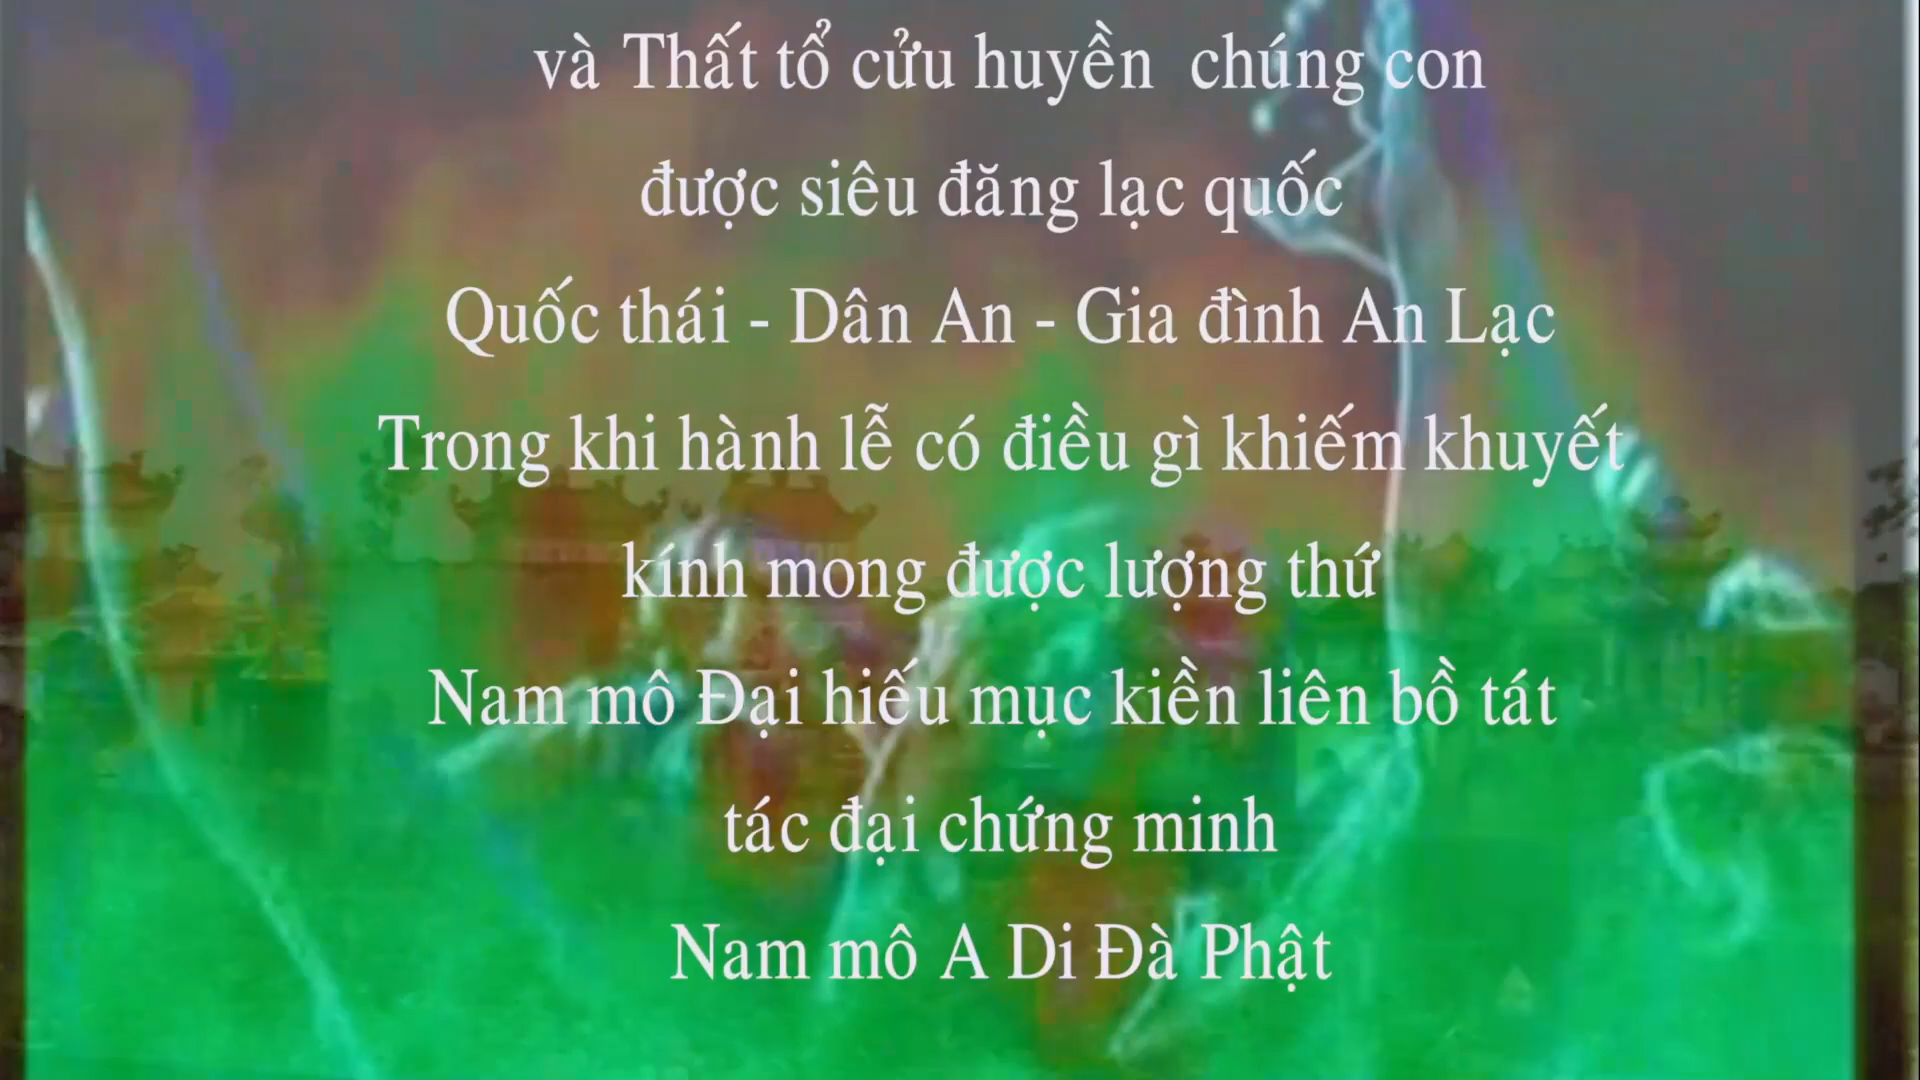 và Thất tổ cửu huyền chúng con
được siêu đăng lạc quốc
Quốc thái - Dân An - Gia đình An Lạc
Trong khi hành lễ có điều gì khiếm khuyết
kính mong được lượng thứ
Nam mô Đại hiếu mục kiền liên bồ tát
tác đại chứng minh
Nam mô A Di Đà Phật